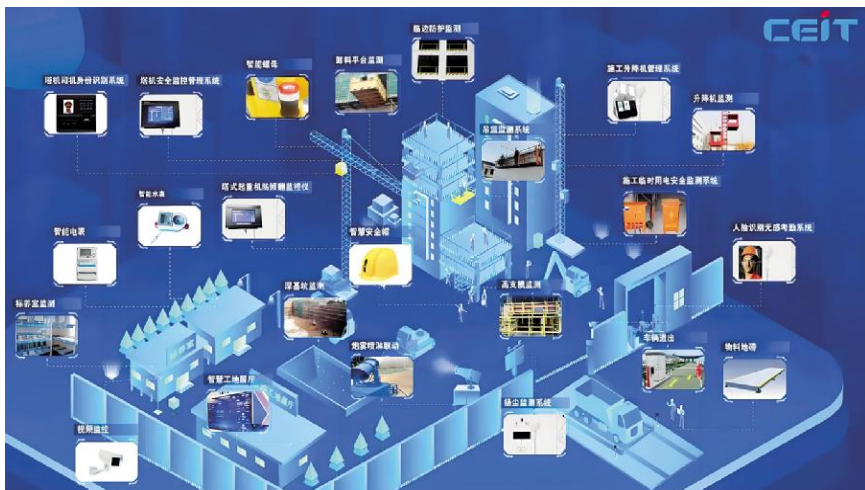 CEIT
临边防护监测
智能螺母
卸料平台监测
施工升降机管理系统
塔机司机身份识别系统
塔机安全监控管理系统
升降机监测
吊篮监测系统
施工临时用电安全监测系统
智能水表
塔式起重机防倾翻监控仪
智能电表
智慧安全帽
人脸识别无感考勤系统
标养室监测
深基坑监测
高支模监测
炮雾喷淋联动
车辆进出
物料地磅
智慧工地展厅
扬尘监测系统
视频监控